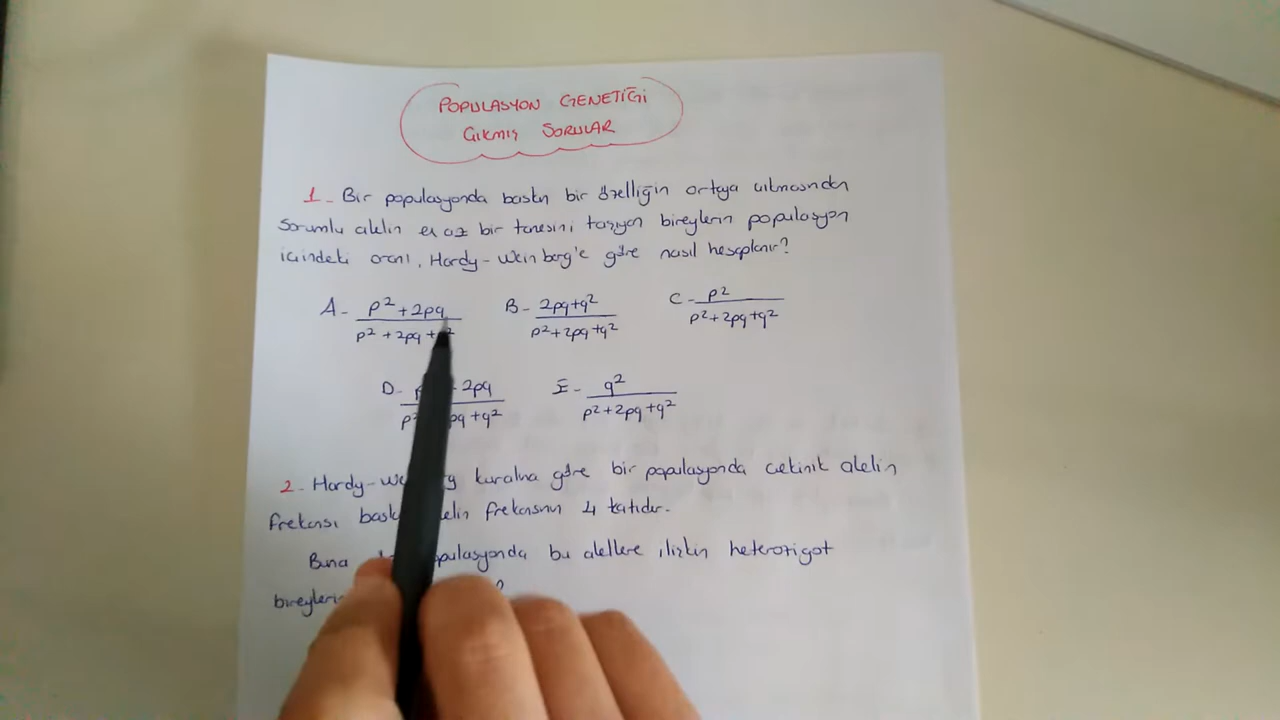 POPULASYON GENETİĞİ
ÇIKMIŞ SORULAR
1- Bir populasyonda baskın bir özelliğin ortaya çıkmasından
sorumlu alelin en az bir tanesini taşıyan bireylerin populasyon
içindeki oranı, Hardy-Weinberg'e göre nasıl hesaplanır?
A- p²+2pq B- 2pq+q² C- p²
p²+2pq+ p²+2pq+q² p²+2pq+q²
D- 2pq E- q²
pq+q² p²+2pq+q²
2- Hardy- kuralına göre bir populasyonda çekinik alelin
frekansı frekansının 4 katıdır.
Buna bu alellere ilişkin heterozigot
?